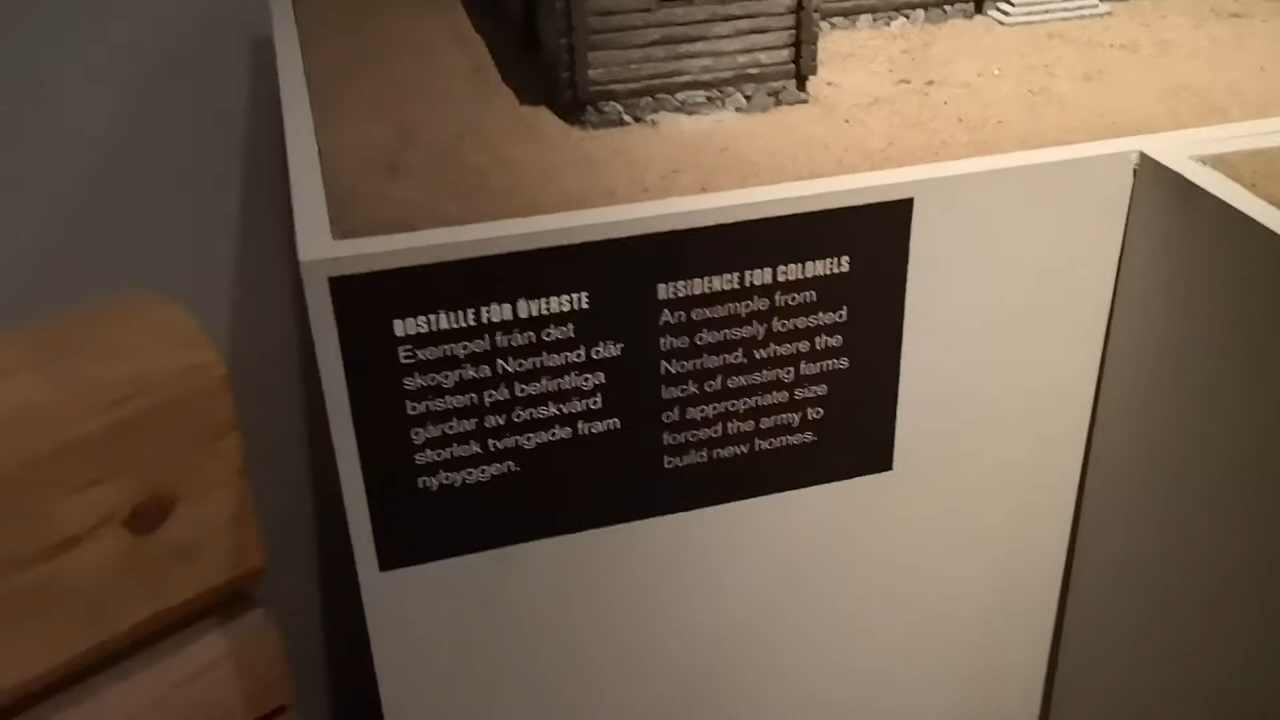 BOSTÄLLE FÖR ÖVERSTE
Exempel från det
skogrika Norrland där
bristen på befintliga
gårdar av önskvärd
storlek tvingade fram
nybyggen.
RESIDENCE FOR COLONELS
An example from
the densely forested
Norrland, where the
lack of existing farms
of appropriate size
forced the army to
build new homes.